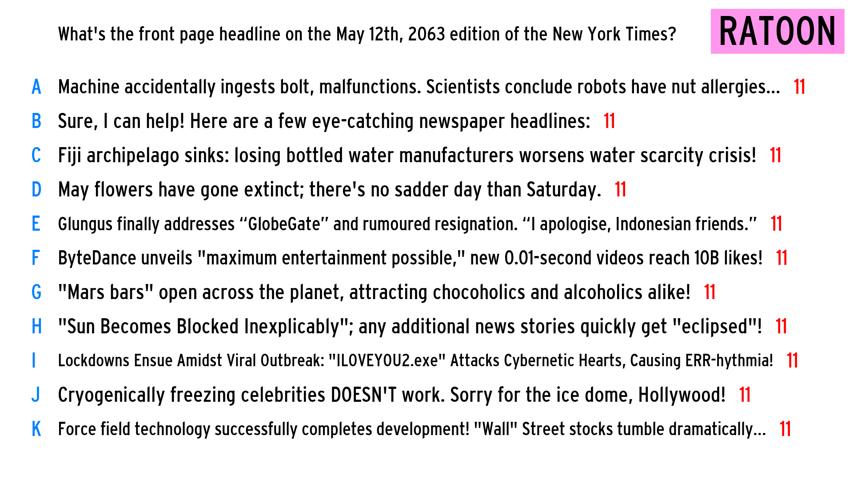 What's the front page headline on the May 12th, 2063 edition of the New York Times?
RATOON
A Machine accidentally ingests bolt, malfunctions. Scientists conclude robots have nut allergies... 11
B Sure, I can help! Here are a few eye-catching newspaper headlines: 11
C Fiji archipelago sinks: losing bottled water manufacturers worsens water scarcity crisis! 11
D May flowers have gone extinct; there's no sadder day than Saturday. 11
E Glungus finally addresses “GlobeGate” and rumoured resignation. “I apologise, Indonesian friends.” 11
F ByteDance unveils "maximum entertainment possible," new 0.01-second videos reach 10B likes! 11
G "Mars bars" open across the planet, attracting chocoholics and alcoholics alike! 11
H "Sun Becomes Blocked Inexplicably"; any additional news stories quickly get "eclipsed"! 11
I Lockdowns Ensue Amidst Viral Outbreak: "ILOVEYOU2.exe" Attacks Cybernetic Hearts, Causing ERR-hythmia! 11
J Cryogenically freezing celebrities DOESN'T work. Sorry for the ice dome, Hollywood! 11
K Force field technology successfully completes development! "Wall" Street stocks tumble dramatically... 11